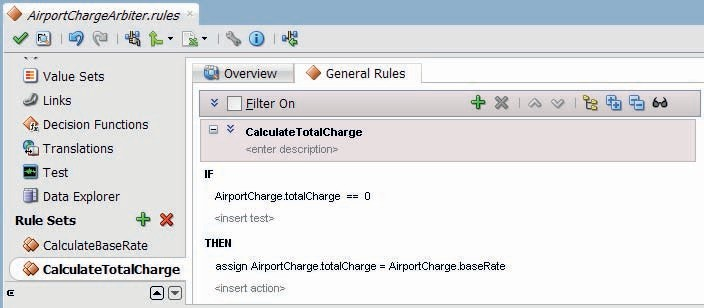 AirportChargeArbiter.rules
Value Sets
Links
Decision Functions
Translations
Test
Data Explorer
Rule Sets
CalculateBaseRate
CalculateTotalCharge
Overview
General Rules
Filter On
CalculateTotalCharge
<enter description>
IF
AirportCharge.totalCharge == 0
<insert test>
THEN
assign AirportCharge.totalCharge = AirportCharge.baseRate
<insert action>